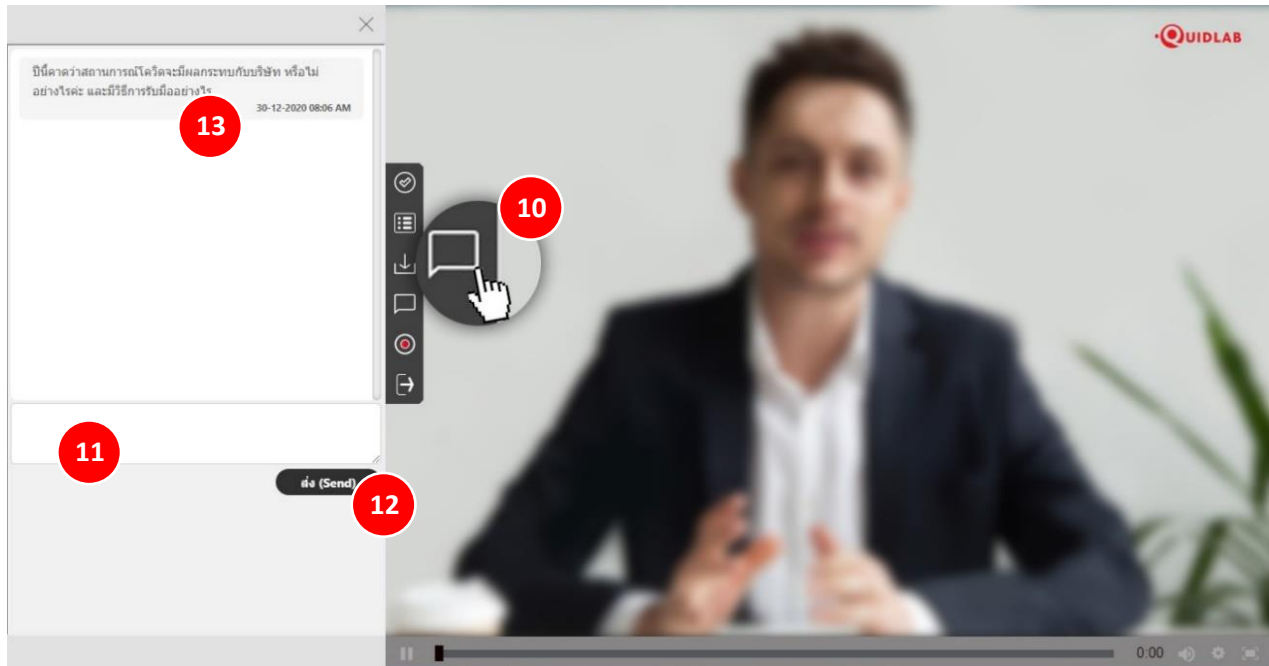 QUIDLAB
ปีนี้คาดว่าสถานการณ์โควิดจะมีผลกระทบกับบริษัท หรือไม่
อย่างไรค่ะ และมีวิธีการรับมืออย่างไร
30-12-2020 08:06 AM
13
10
11
ส่ง (Send)
12
0:00